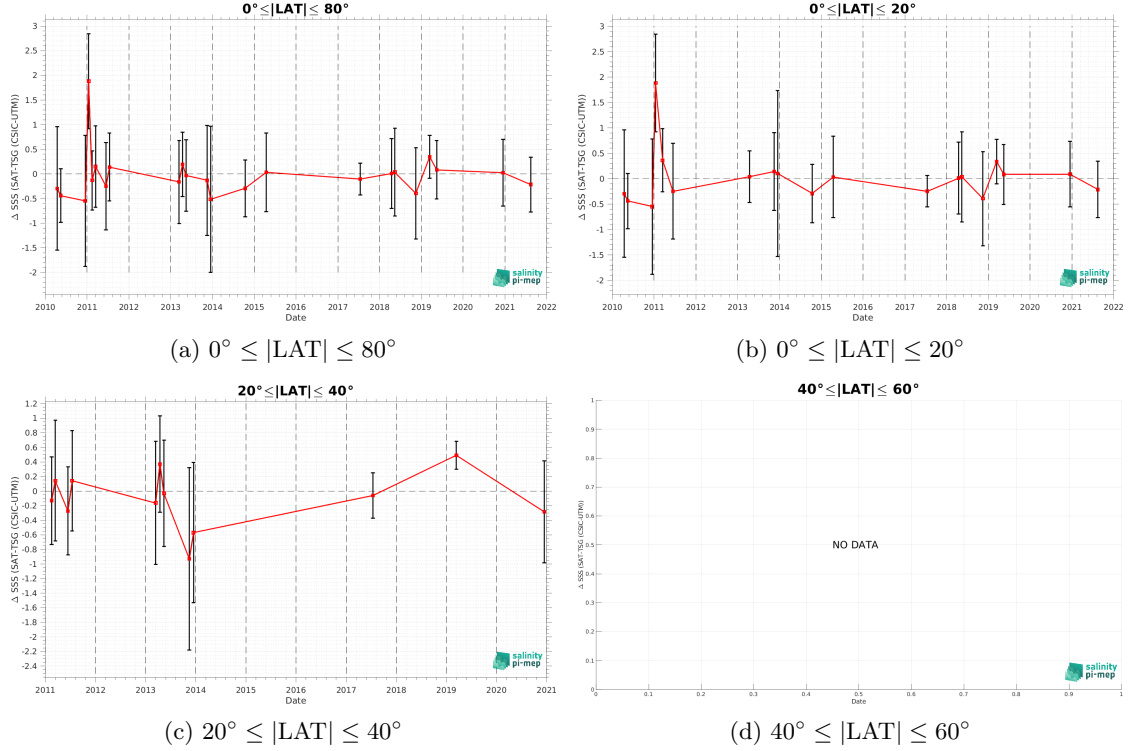 0°≤|LAT|≤ 80°
3
2.5
2
1.5
1
0.5
0
-0.5
-1
-1.5
-2
Δ SSS (SAT-TSG (CSIC-UTM))
2010 2011 2012 2013 2014 2015 2016 2017 2018 2019 2020 2021 2022
Date
salinity
pi-mep
(a) 0° ≤ |LAT| ≤ 80°
0°≤|LAT|≤ 20°
3
2.5
2
1.5
1
0.5
0
-0.5
-1
-1.5
-2
Δ SSS (SAT-TSG (CSIC-UTM))
2010 2011 2012 2013 2014 2015 2016 2017 2018 2019 2020 2021 2022
Date
salinity
pi-mep
(b) 0° ≤ |LAT| ≤ 20°
20°≤|LAT|≤ 40°
1.2
1
0.8
0.6
0.4
0.2
0
-0.2
-0.4
-0.6
-0.8
-1
-1.2
-1.4
-1.6
-1.8
-2
-2.2
-2.4
Δ SSS (SAT-TSG (CSIC-UTM))
2011 2012 2013 2014 2015 2016 2017 2018 2019 2020 2021
Date
salinity
pi-mep
(c) 20° ≤ |LAT| ≤ 40°
40°≤|LAT|≤ 60°
1
0.9
0.8
0.7
0.6
0.5
0.4
0.3
0.2
0.1
0
Δ SSS (SAT-TSG (CSIC-UTM))
NO DATA
0 0.1 0.2 0.3 0.4 0.5 0.6 0.7 0.8 0.9 1
Date
salinity
pi-mep
(d) 40° ≤ |LAT| ≤ 60°